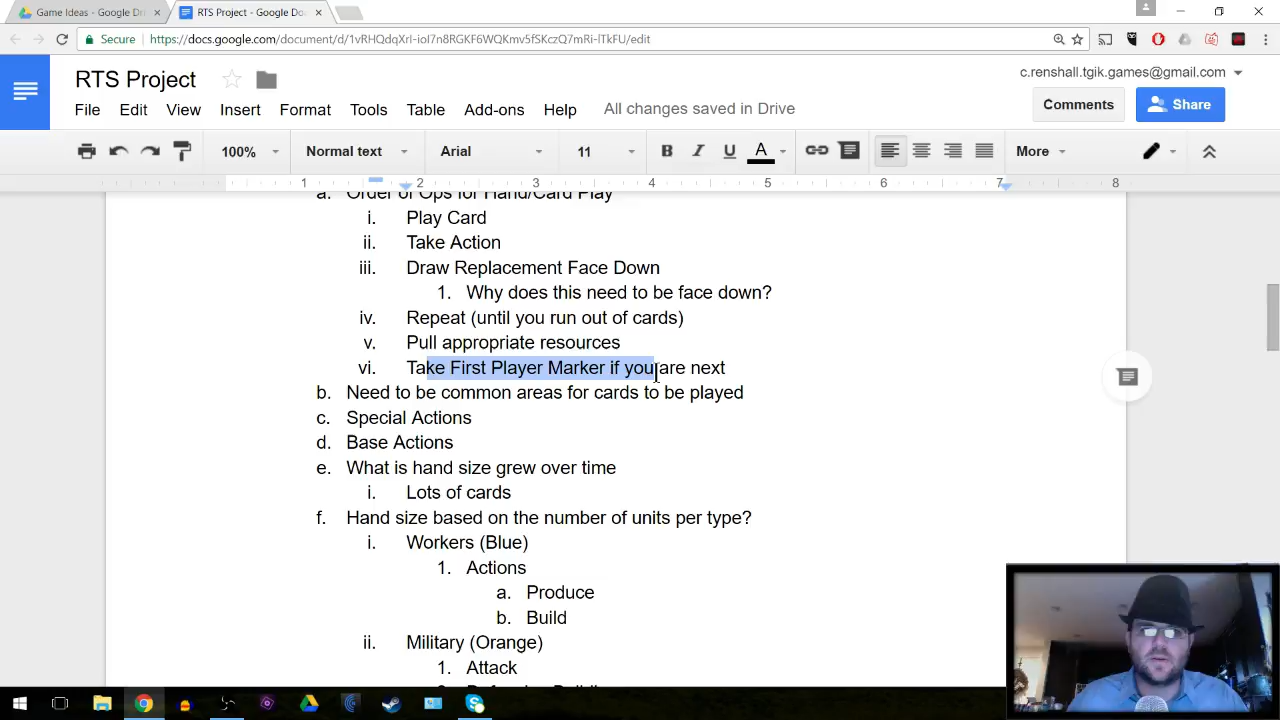 Game Ideas - Google Dri
RTS Project - Google Do
Secure
https://docs.google.com/document/d/1vRHQdqXrI-ioI7n8RGKF6WQKmv5fSKczQ7mRi-lTkFU/edit
RTS Project
c.renshall.tgik.games@gmail.com
File Edit View Insert Format Tools Table Add-ons Help All changes saved in Drive
Comments
Share
100% Normal text Arial 11 B I U A More
1 2 3 4 5 6 7 8
a. Order of Ops for Hand/Card Play
i. Play Card
ii. Take Action
iii. Draw Replacement Face Down
1. Why does this need to be face down?
iv. Repeat (until you run out of cards)
v. Pull appropriate resources
vi. Take First Player Marker if you are next
b. Need to be common areas for cards to be played
c. Special Actions
d. Base Actions
e. What is hand size grew over time
i. Lots of cards
f. Hand size based on the number of units per type?
i. Workers (Blue)
1. Actions
a. Produce
b. Build
ii. Military (Orange)
1. Attack